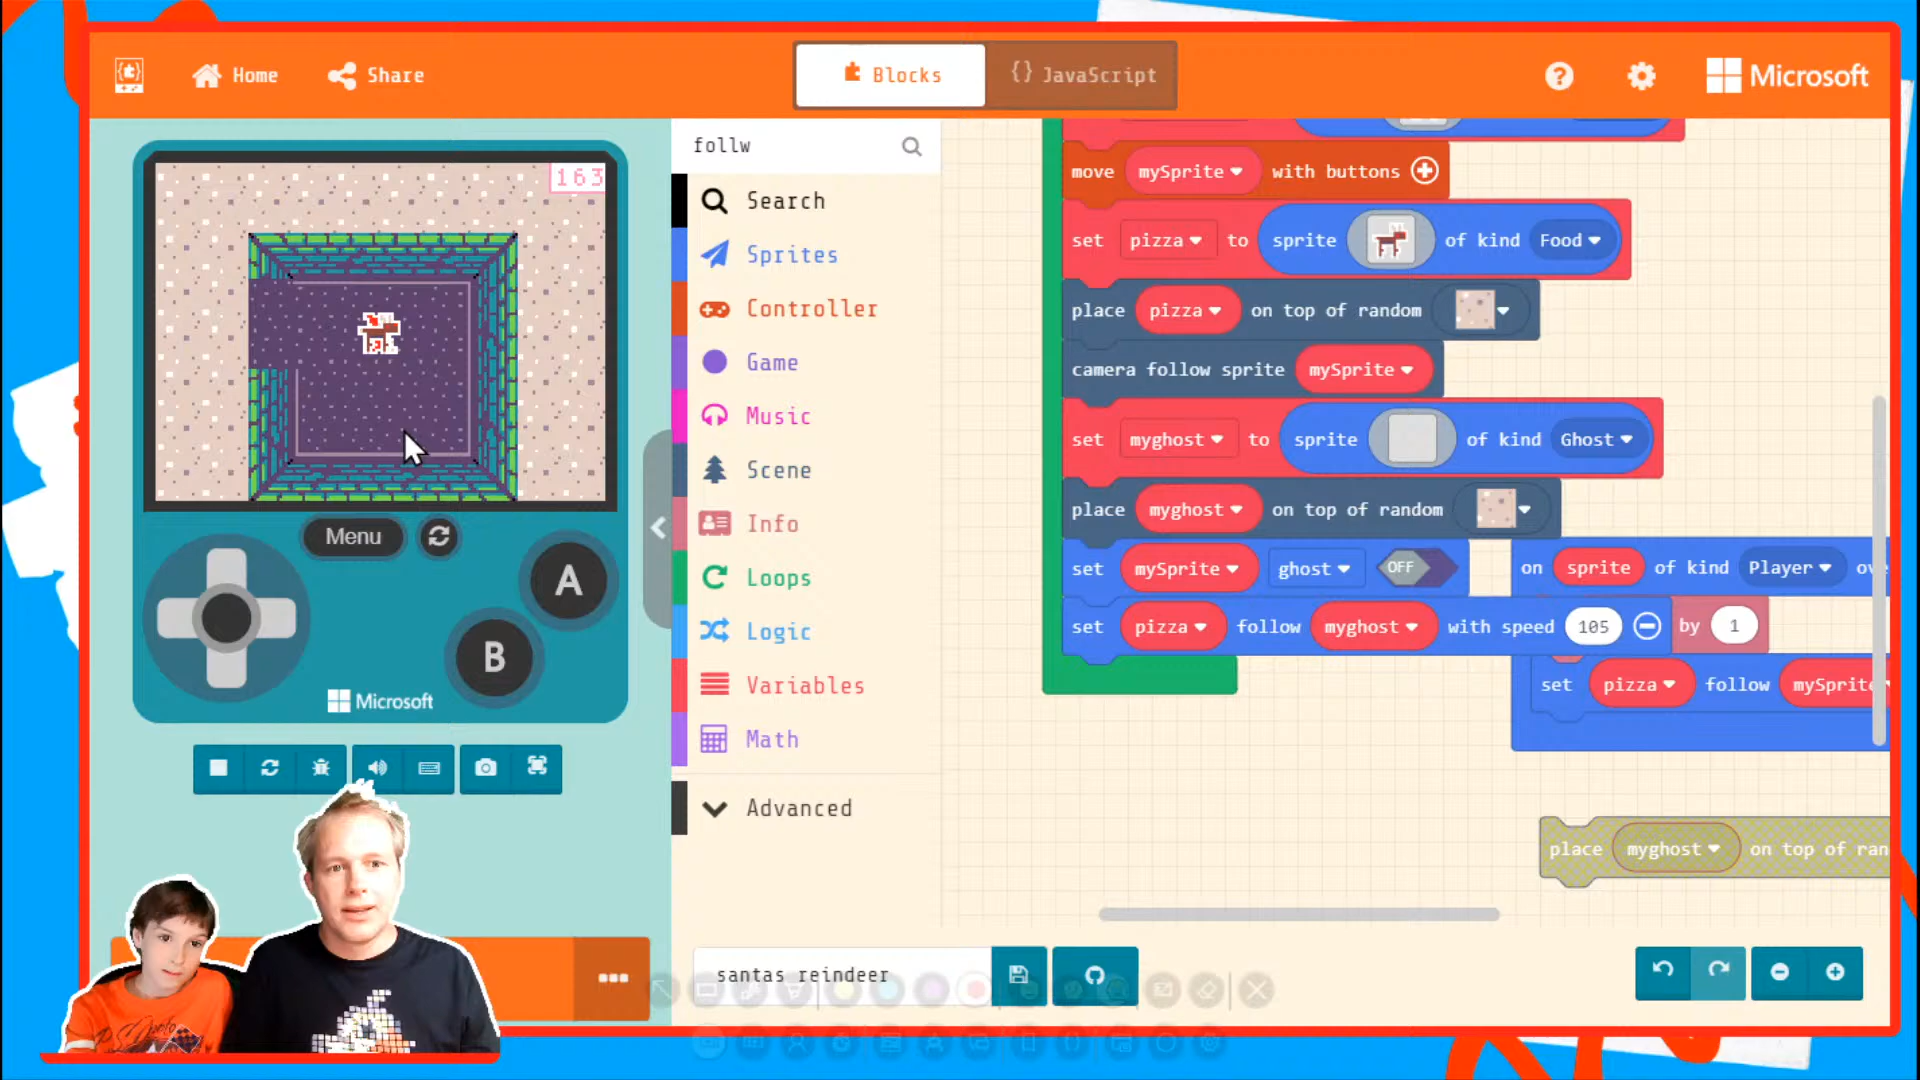 Home
Share
Blocks
{} JavaScript
?
Microsoft
163
Menu
A
B
Microsoft
follw
Search
Sprites
Controller
Game
Music
Scene
Info
Loops
Logic
Variables
Math
Advanced
move mySprite with buttons
set pizza to sprite of kind Food
place pizza on top of random
camera follow sprite mySprite
set myghost to sprite of kind Ghost
place myghost on top of random
set mySprite ghost OFF
on sprite of kind Player ov
set pizza follow myghost with speed 105
by 1
set pizza follow mySprite
place myghost on top of ran
santas reindeer